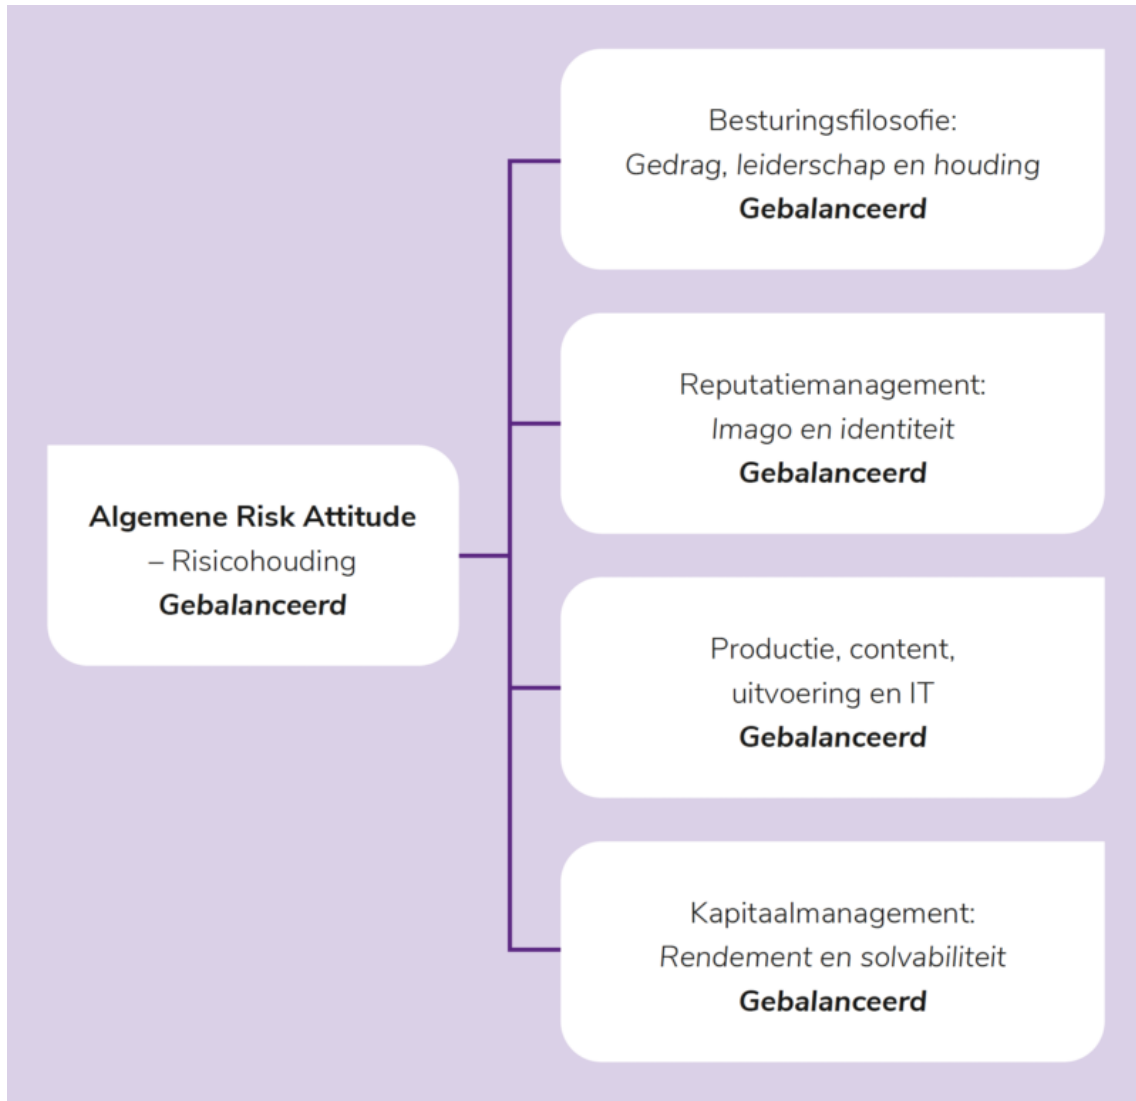 Besturingsfilosofie:
Gedrag, leiderschap en houding
Gebalanceerd
Reputatiemanagement:
Imago en identiteit
Gebalanceerd
Algemene Risk Attitude
– Risicohouding
Gebalanceerd
Productie, content,
uitvoering en IT
Gebalanceerd
Kapitaalmanagement:
Rendement en solvabiliteit
Gebalanceerd